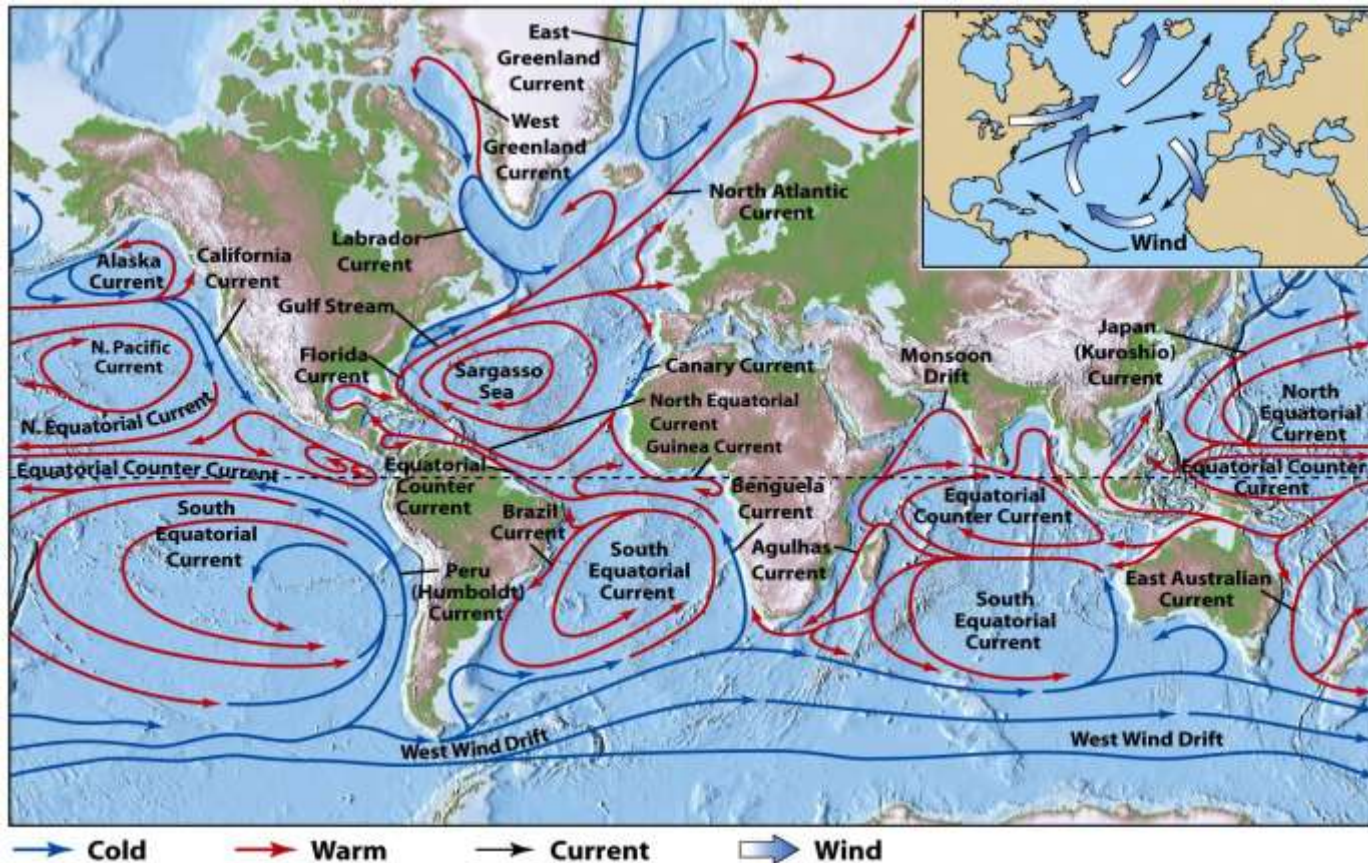 East
Greenland
Current
West
Greenland
Current
North Atlantic
Current
Wind
Labrador
Current
Alaska
Current
California
Current
Gulf Stream
Japan
(Kuroshio)
Current
N. Pacific
Current
Florida
Current
Sargasso
Sea
Canary Current
Monsoon
Drift
North Equatorial
Current
North
Equatorial
Current
N. Equatorial Current
Guinea Current
Equatorial Counter Current
Equatorial
Counter
Current
Equatorial Counter
Current
Benguela
Current
Equatorial
Counter Current
South
Equatorial
Current
Brazil
Current
South
Equatorial
Current
Agulhas
Current
Peru
(Humboldt)
Current
East Australian
Current
South
Equatorial
Current
West Wind Drift
West Wind Drift
Cold
Warm
Current
Wind